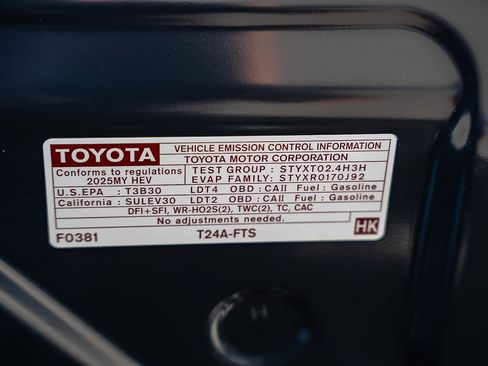 TOYOTA VEHICLE EMISSION CONTROL INFORMATION
TOYOTA MOTOR CORPORATION
Conforms to regulations
2025MY HEV
TEST GROUP : STYXT02.4H3H
EVAP FAMILY: STYXR0170J92
U.S.EPA : T3B30 LDT4 OBD : CAII Fuel : Gasoline
California : SULEV30 LDT2 OBD : CAII Fuel : Gasoline
DFI+SFI, WR-HO2S(2), TWC(2), TC, CAC
No adjustments needed.
F0381 T24A-FTS HK
H